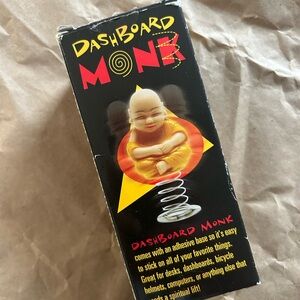 DASHBOARD
MONK
DASHBOARD MONK
comes with an adhesive base so it's easy
to stick on all of your favorite things.
Great for desks, dashboards, bicycle
helmets, computers, or anything else that
a spiritual lift!